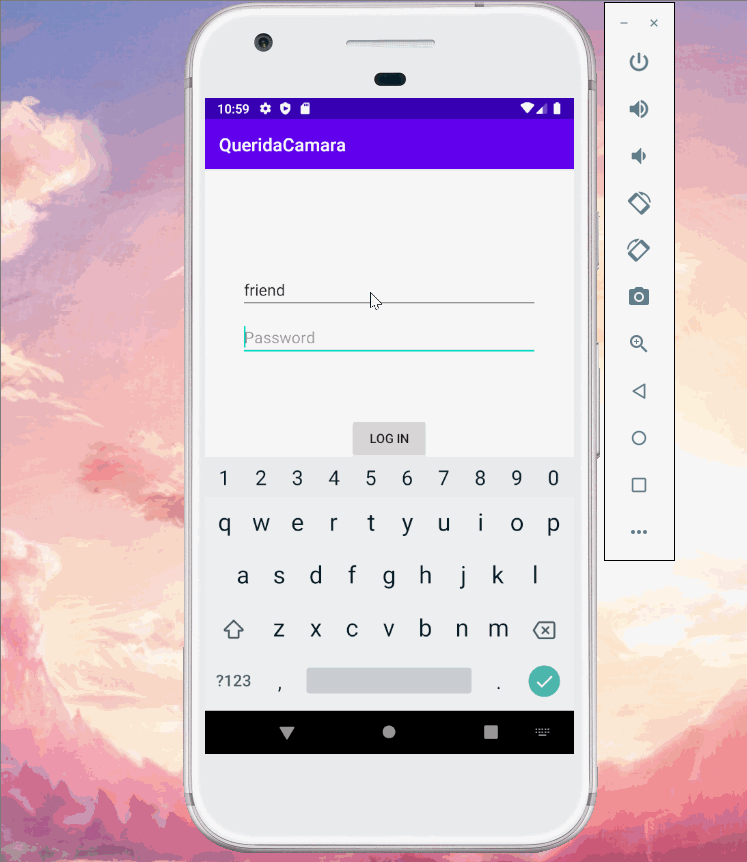 10:59
QueridaCamara
friend
Password
LOG IN
1 2 3 4 5 6 7 8 9 0
q w e r t y u i o p
a s d f g h j k l
z x c v b n m
?123 , .